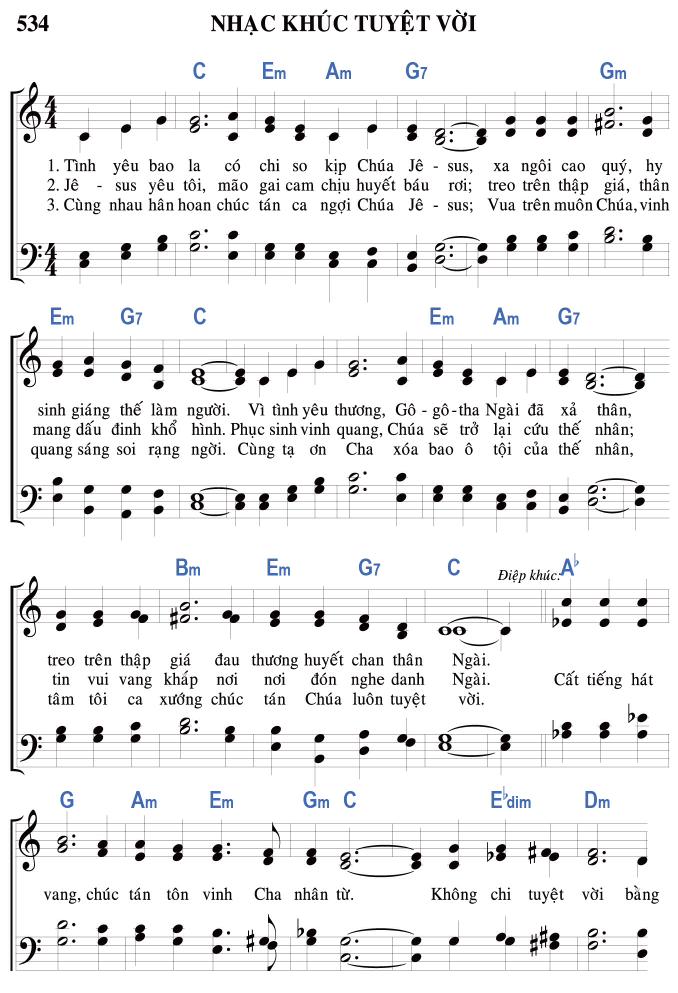 534 NHẠC KHÚC TUYỆT VỜI
C Em Am G7 Gm
1. Tình yêu bao la có chi so kịp Chúa Jê - sus, xa ngôi cao quý, hy
2. Jê - sus yêu tôi, mão gai cam chịu huyết báu rơi; treo trên thập giá, thân
3. Cùng nhau hân hoan chúc tán ca ngợi Chúa Jê - sus; Vua trên muôn Chúa, vinh
Em G7 C Em Am G7
sinh giáng thế làm người. Vì tình yêu thương, Gô - gô-tha Ngài đã xả thân,
mang dấu đinh khổ hình. Phục sinh vinh quang, Chúa sẽ trở lại cứu thế nhân;
quang sáng soi rạng ngời. Cùng tạ ơn Cha xóa bao ô tội của thế nhân,
Bm Em G7 C Điệp khúc: A♭
treo trên thập giá đau thương huyết chan thân Ngài.
tin vui vang khắp nơi nơi đón nghe danh Ngài. Cất tiếng hát
tâm tôi ca xướng chúc tán Chúa luôn tuyệt vời.
G Am Em Gm C E♭dim Dm
vang, chúc tán tôn vinh Cha nhân từ. Không chi tuyệt vời bằng